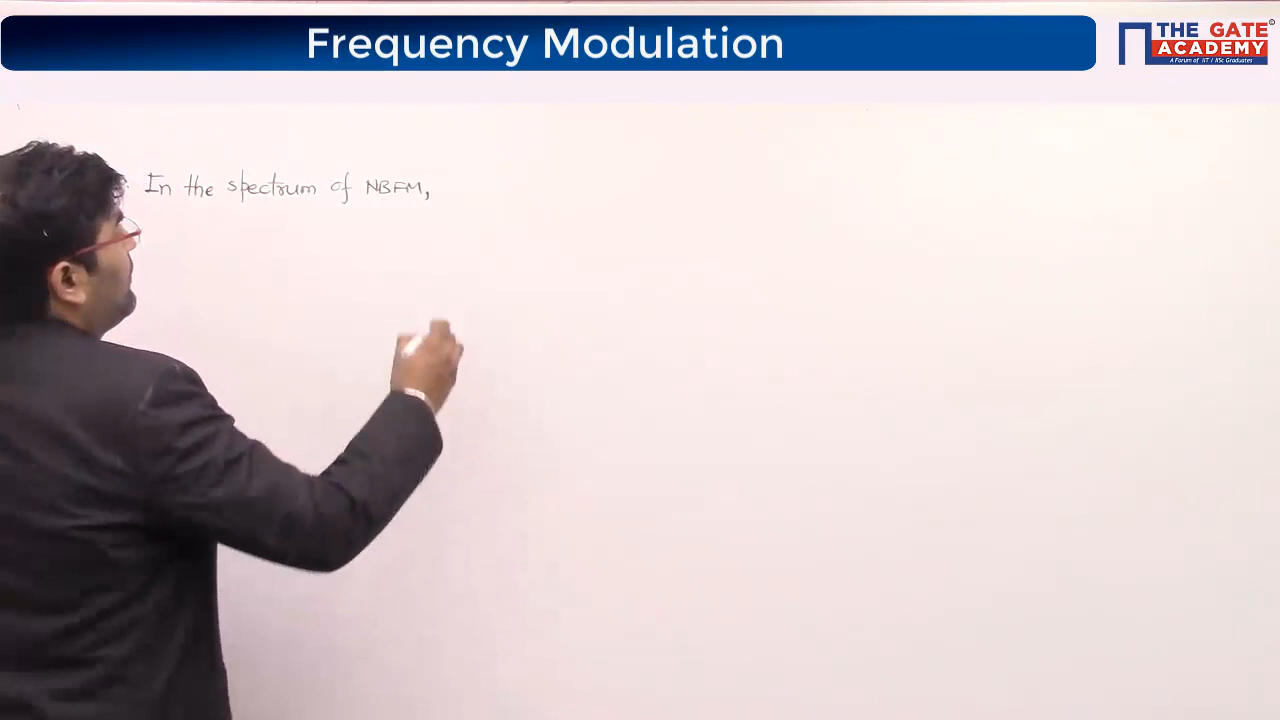 Frequency Modulation
THE GATE
ACADEMY
A Forum of IIT / IISc Graduates
In the spectrum of NBFM,